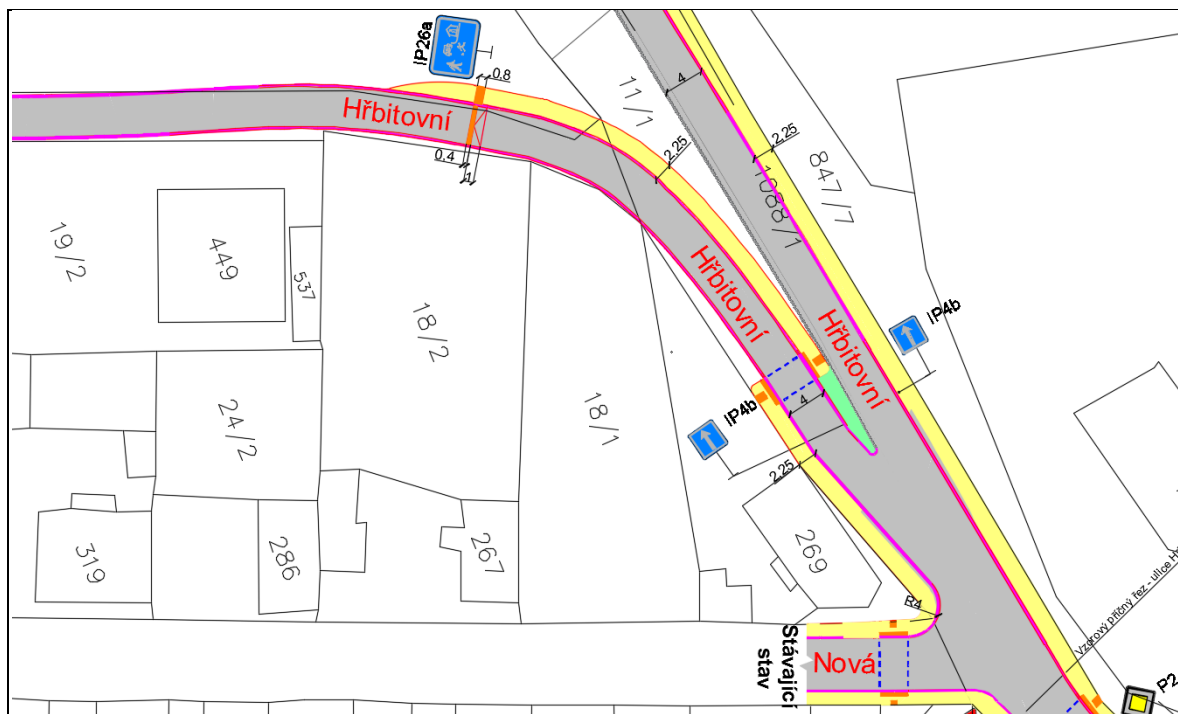 IP26a
0.8
Hřbitovní
0.4
1
11/1
4
2.25
847/7
1088/1
2.25
19/2
449
537
18/2
Hřbitovní
Hřbitovní
IP4b
24/2
18/1
4
IP4b
2.25
319
286
267
269
R4
Vzorový příčný řez - ulice H
Stávající
stav
Nová
P2